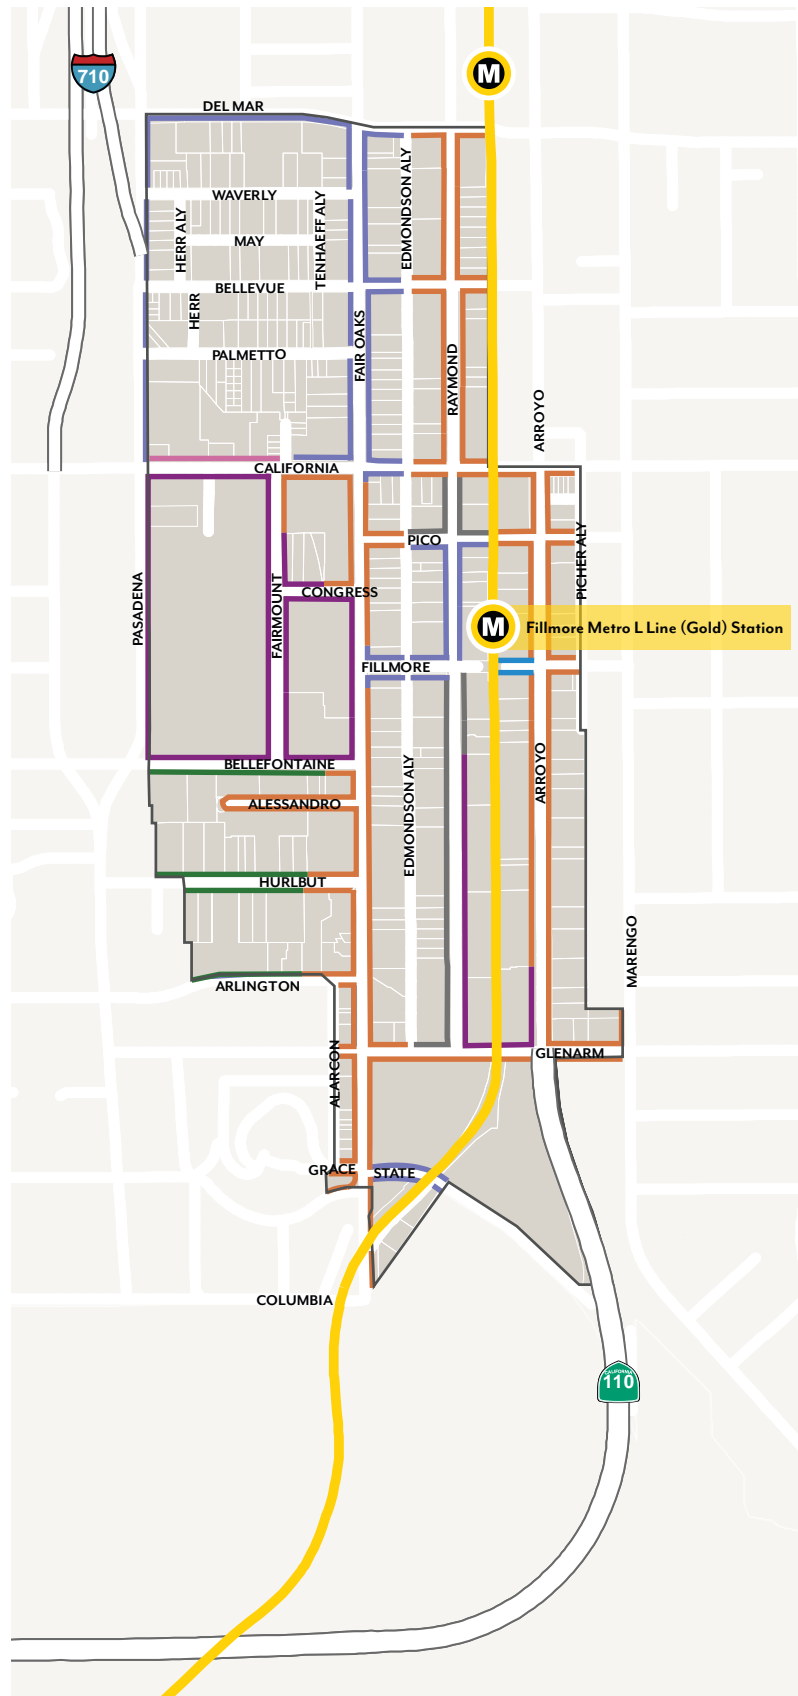 M
710
DEL MAR
EDMONDSON ALY
WAVERLY
TENHAEFF ALY
HERR ALY
MAY
BELLEVUE
HERR
FAIR OAKS
PALMETTO
RAYMOND
ARROYO
CALIFORNIA
PICO
PICHER ALY
PASADENA
FAIRMOUNT
CONGRESS
M
Fillmore Metro L Line (Gold) Station
FILLMORE
BELLEFONTAINE
EDMONDSON ALY
ARROYO
ALESSANDRO
HURLBUT
MARENGO
ARLINGTON
GLENARM
ALARCON
GRACE
STATE
COLUMBIA
CALIFORNIA
110